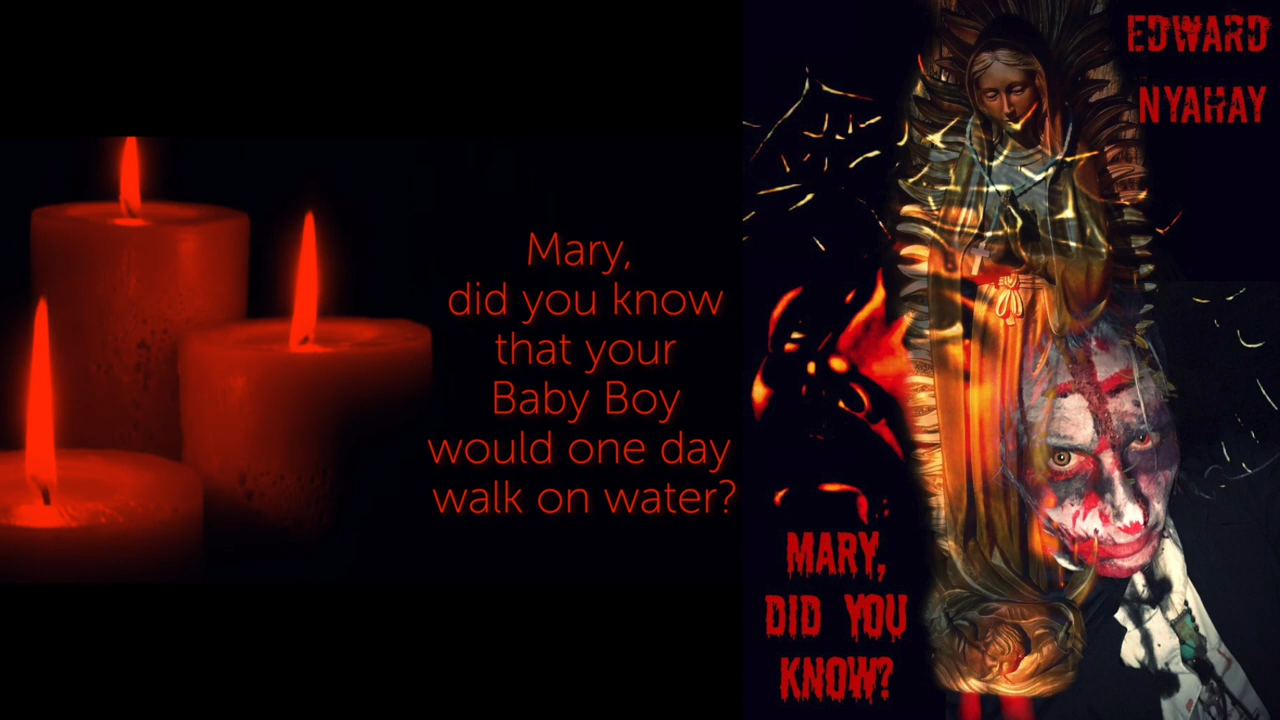 Mary,
did you know
that your
Baby Boy
would one day
walk on water?
EDWARD
NYAHAY
MARY,
DID YOU
KNOW?